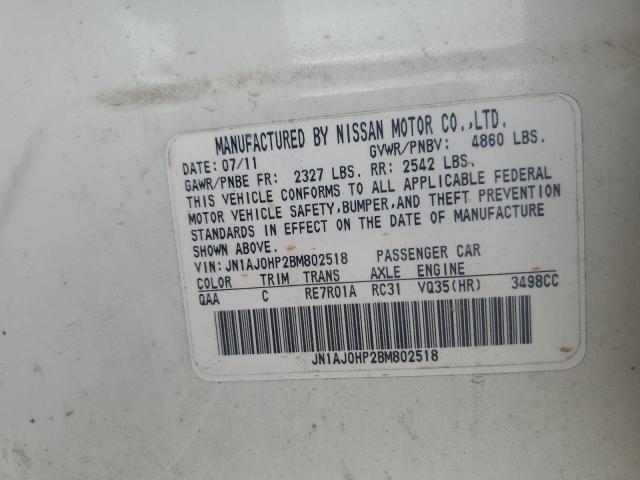 MANUFACTURED BY NISSAN MOTOR CO.,LTD.
DATE: 07/11 GVWR/PNBV: 4860 LBS.
GAWR/PNBE FR: 2327 LBS. RR: 2542 LBS.
THIS VEHICLE CONFORMS TO ALL APPLICABLE FEDERAL
MOTOR VEHICLE SAFETY,BUMPER,AND THEFT PREVENTION
STANDARDS IN EFFECT ON THE DATE OF MANUFACTURE
SHOWN ABOVE.
VIN: JN1AJ0HP2BM802518 PASSENGER CAR
COLOR TRIM TRANS AXLE ENGINE
QAA C RE7R01A RC31 VQ35(HR) 3498CC
JN1AJ0HP2BM802518